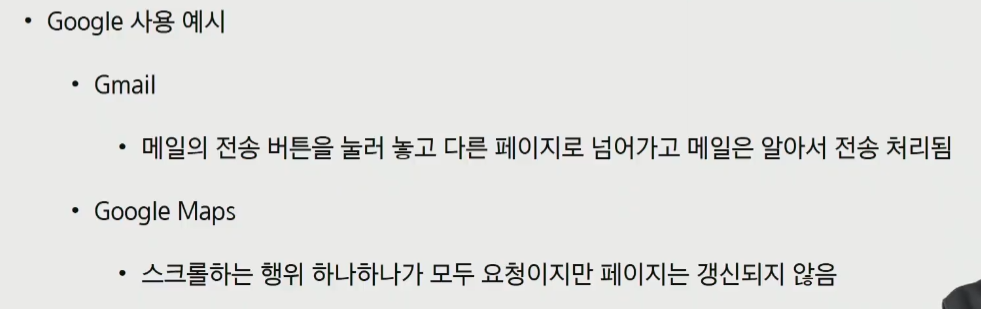 • Google 사용 예시
• Gmail
• 메일의 전송 버튼을 눌러 놓고 다른 페이지로 넘어가고 메일은 알아서 전송 처리됨
• Google Maps
• 스크롤하는 행위 하나하나가 모두 요청이지만 페이지는 갱신되지 않음